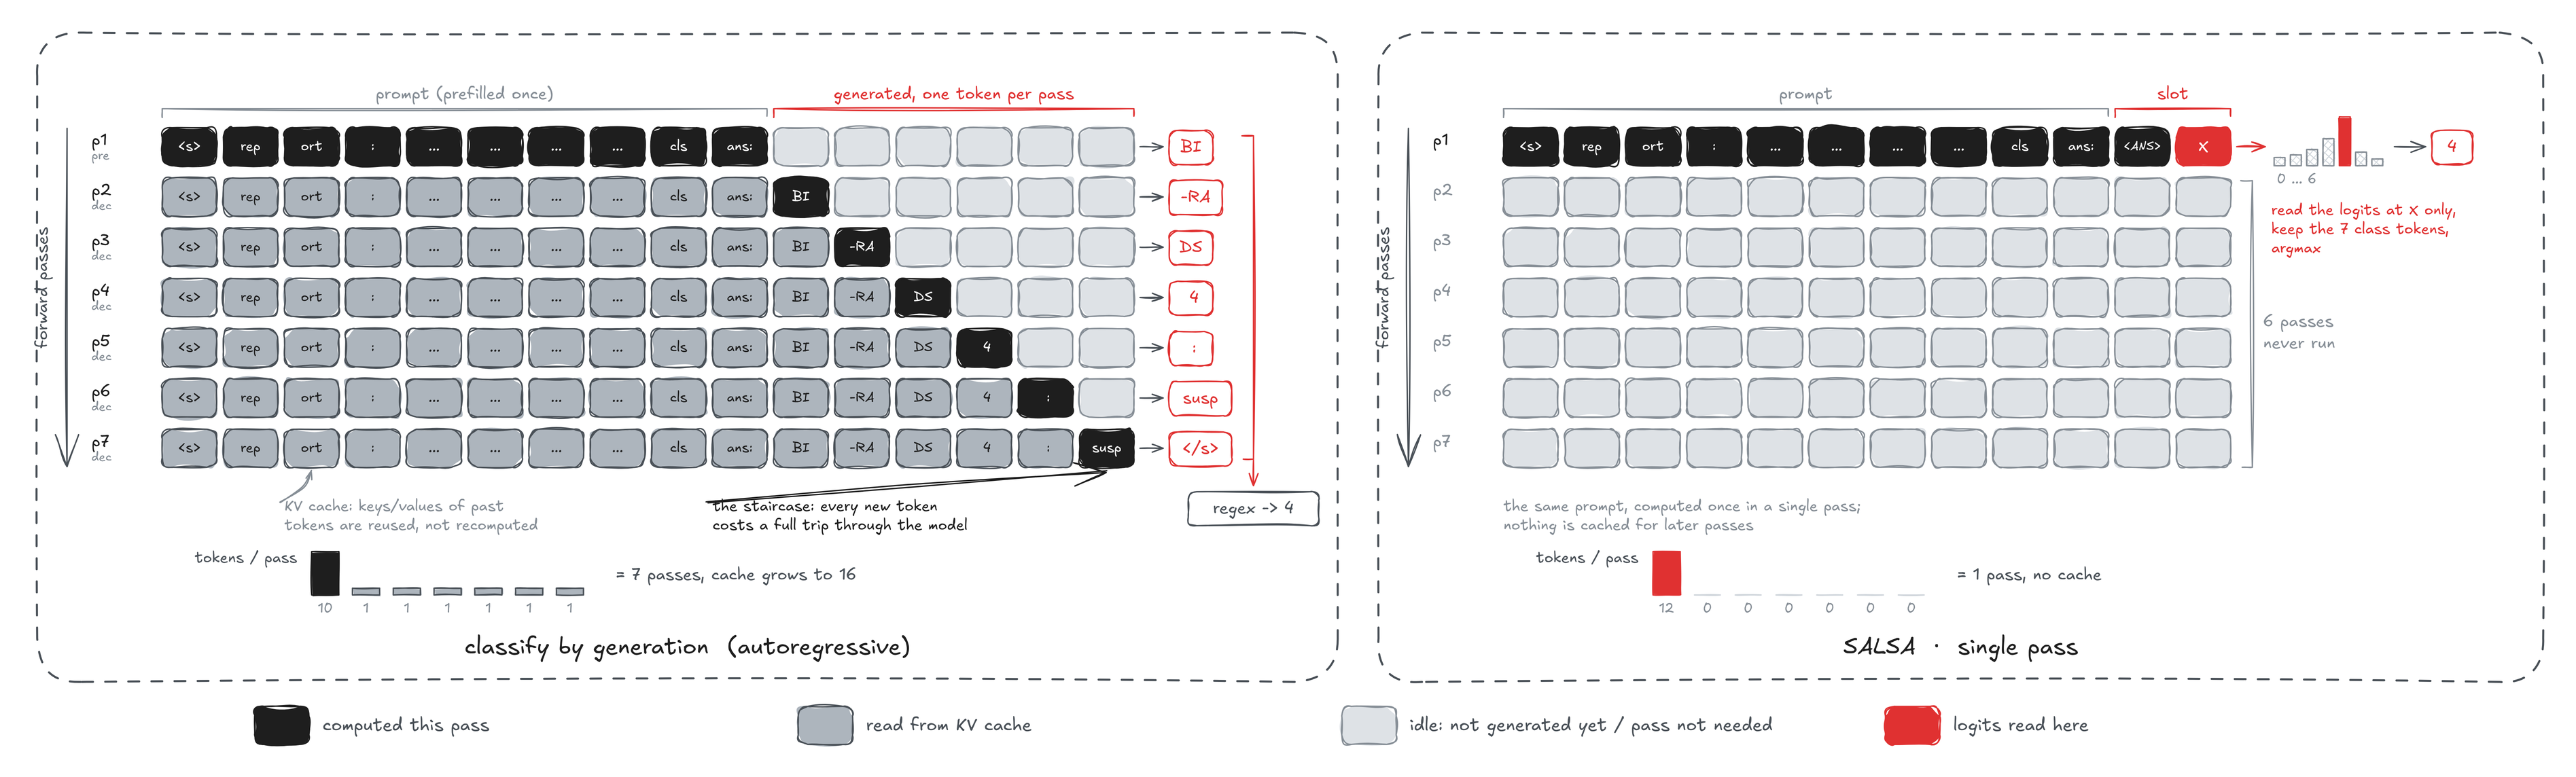 prompt (prefilled once)
generated, one token per pass
p1 pre <s> rep ort : ... ... ... ... cls ans: BI
p2 dec <s> rep ort : ... ... ... ... cls ans: BI -RA
p3 dec <s> rep ort : ... ... ... ... cls ans: BI -RA DS
p4 dec <s> rep ort : ... ... ... ... cls ans: BI -RA DS 4
p5 dec <s> rep ort : ... ... ... ... cls ans: BI -RA DS 4 :
p6 dec <s> rep ort : ... ... ... ... cls ans: BI -RA DS 4 : susp
p7 dec <s> rep ort : ... ... ... ... cls ans: BI -RA DS 4 : susp </s>
forward passes
KV cache: keys/values of past
tokens are reused, not recomputed
the staircase: every new token
costs a full trip through the model
regex -> 4
tokens / pass
= 7 passes, cache grows to 16
10 1 1 1 1 1 1
classify by generation (autoregressive)
prompt
slot
p1 <s> rep ort : ... ... ... ... cls ans: <ANS> X 4
0 ... 6
p2
p3
p4
p5
p6
p7
forward passes
read the logits at X only,
keep the 7 class tokens,
argmax
6 passes
never run
the same prompt, computed once in a single pass;
nothing is cached for later passes
tokens / pass
= 1 pass, no cache
12 0 0 0 0 0 0
SALSA · single pass
computed this pass
read from KV cache
idle: not generated yet / pass not needed
logits read here